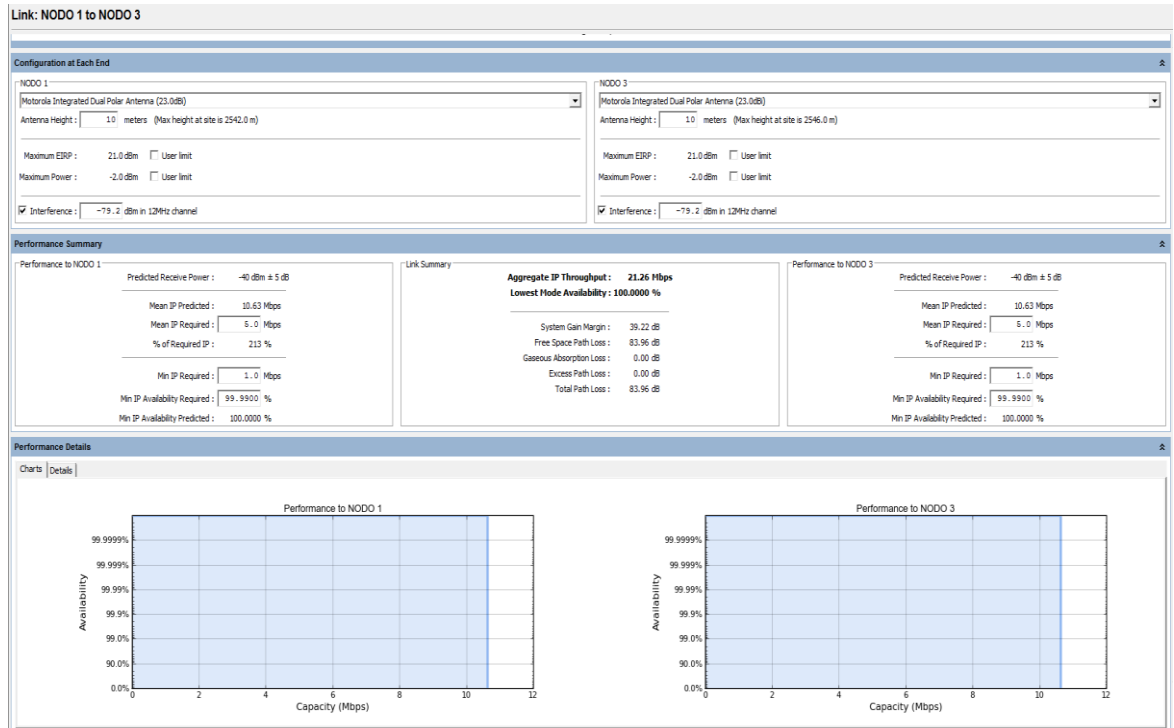 Link: NODO 1 to NODO 3
Configuration at Each End
NODO 1
Motorola Integrated Dual Polar Antenna (23.0dBi)
Antenna Height : 10 meters (Max height at site is 2542.0 m)
Maximum EIRP : 21.0 dBm User limit
Maximum Power : -2.0 dBm User limit
Interference : -79.2 dBm in 12MHz channel
NODO 3
Motorola Integrated Dual Polar Antenna (23.0dBi)
Antenna Height : 10 meters (Max height at site is 2546.0 m)
Maximum EIRP : 21.0 dBm User limit
Maximum Power : -2.0 dBm User limit
Interference : -79.2 dBm in 12MHz channel
Performance Summary
Performance to NODO 1
Predicted Receive Power : -40 dBm ± 5 dB
Mean IP Predicted : 10.63 Mbps
Mean IP Required : 5.0 Mbps
% of Required IP : 213 %
Min IP Required : 1.0 Mbps
Min IP Availability Required : 99.9900 %
Min IP Availability Predicted : 100.0000 %
Link Summary
Aggregate IP Throughput : 21.26 Mbps
Lowest Mode Availability : 100.0000 %
System Gain Margin : 39.22 dB
Free Space Path Loss : 83.96 dB
Gaseous Absorption Loss : 0.00 dB
Excess Path Loss : 0.00 dB
Total Path Loss : 83.96 dB
Performance to NODO 3
Predicted Receive Power : -40 dBm ± 5 dB
Mean IP Predicted : 10.63 Mbps
Mean IP Required : 5.0 Mbps
% of Required IP : 213 %
Min IP Required : 1.0 Mbps
Min IP Availability Required : 99.9900 %
Min IP Availability Predicted : 100.0000 %
Performance Details
Charts Details
Performance to NODO 1
99.9999%
99.999%
99.99%
99.9%
99.0%
90.0%
0.0%
Availability
0 2 4 6 8 10 12
Capacity (Mbps)
Performance to NODO 3
99.9999%
99.999%
99.99%
99.9%
99.0%
90.0%
0.0%
Availability
0 2 4 6 8 10 12
Capacity (Mbps)